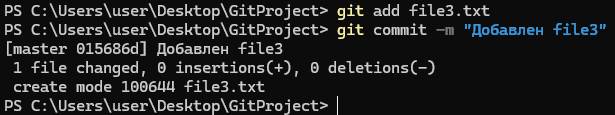 PS C:\Users\user\Desktop\GitProject> git add file3.txt
PS C:\Users\user\Desktop\GitProject> git commit -m "Добавлен file3"
[master 015686d] Добавлен file3
 1 file changed, 0 insertions(+), 0 deletions(-)
 create mode 100644 file3.txt
PS C:\Users\user\Desktop\GitProject>